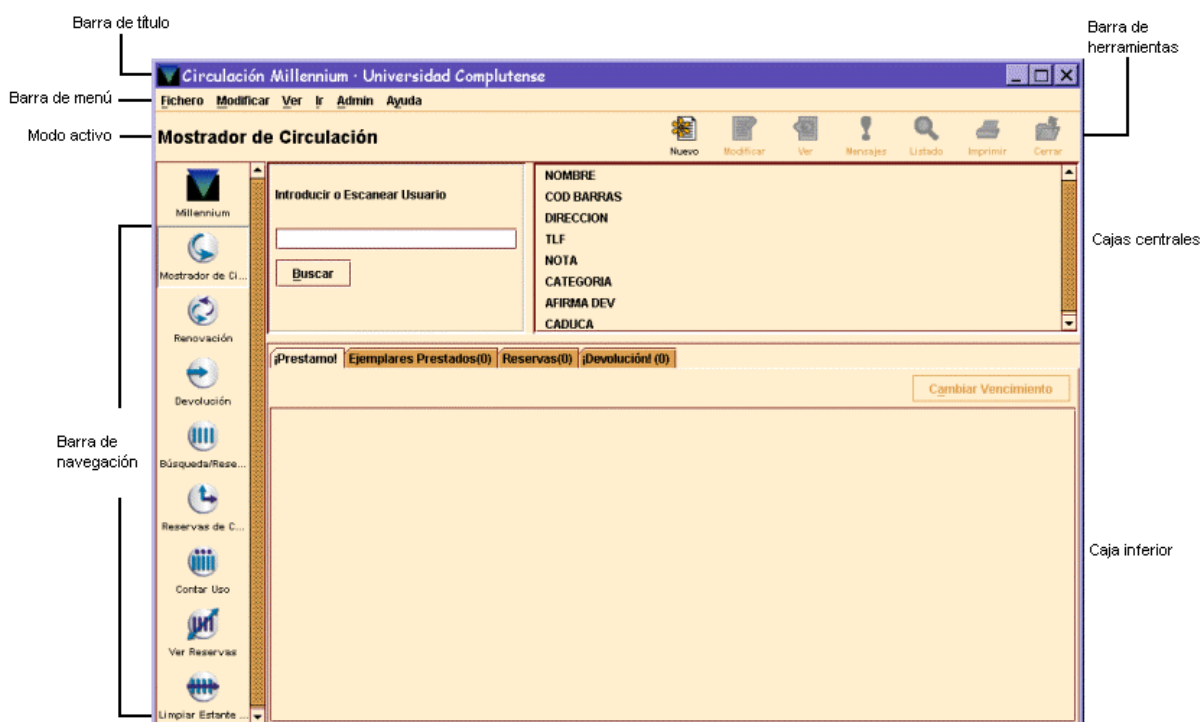 Barra de título
Barra de
herramientas
Circulación Millennium · Universidad Complutense
Barra de menú
Fichero Modificar Ver Ir Admin Ayuda
Modo activo
Mostrador de Circulación
Nuevo Modificar Ver Mensajes Listado Imprimir Cerrar
Millennium
Mostrador de Ci...
Renovación
Devolución
Búsqueda/Rese...
Reservas de C...
Contar Uso
Ver Reservas
Limpiar Estante ...
Barra de
navegación
Introducir o Escanear Usuario
Buscar
NOMBRE
COD BARRAS
DIRECCION
TLF
NOTA
CATEGORIA
AFIRMA DEV
CADUCA
Cajas centrales
¡Prestamo! Ejemplares Prestados(0) Reservas(0) ¡Devolución! (0)
Cambiar Vencimiento
Caja inferior